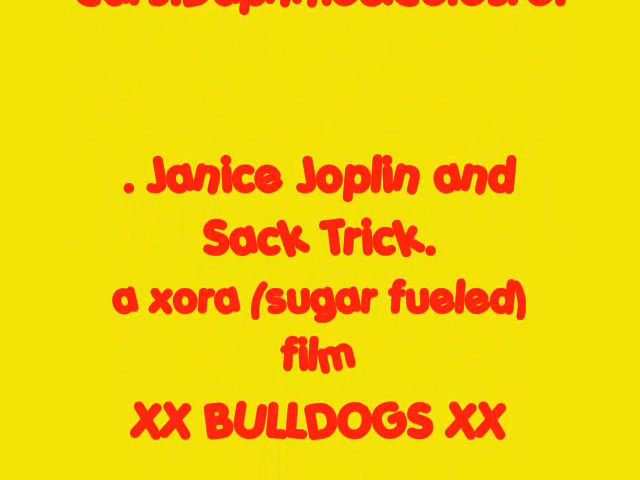 . Janice Joplin and
Sack Trick.
a xora (sugar fueled)
film
XX BULLDOGS XX